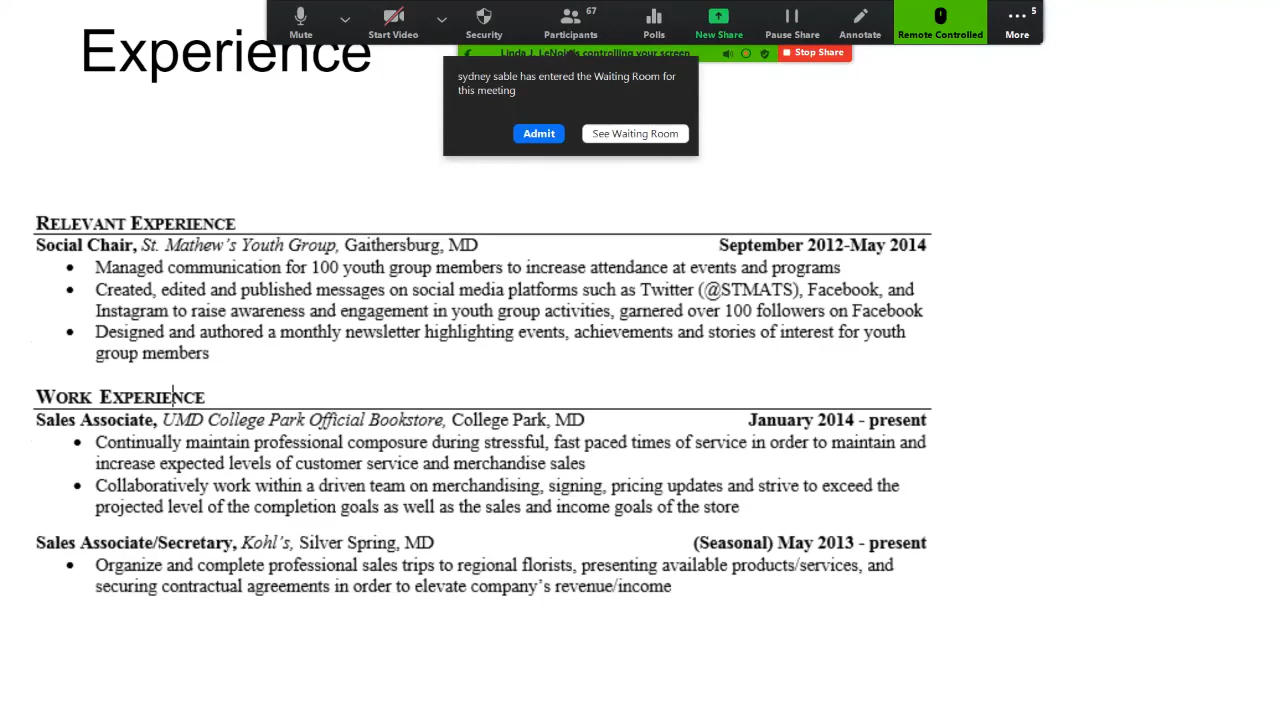 67
5
Mute
Start Video
Security
Participants
Polls
New Share
Pause Share
Annotate
Remote Controlled
More
Experience
controlling your screen
Stop Share
sydney sable has entered the Waiting Room for
this meeting
Admit
See Waiting Room
RELEVANT EXPERIENCE
Social Chair, St. Mathew's Youth Group, Gaithersburg, MD September 2012-May 2014
• Managed communication for 100 youth group members to increase attendance at events and programs
• Created, edited and published messages on social media platforms such as Twitter (@STMATS), Facebook, and
Instagram to raise awareness and engagement in youth group activities, garnered over 100 followers on Facebook
• Designed and authored a monthly newsletter highlighting events, achievements and stories of interest for youth
group members
WORK EXPERIENCE
Sales Associate, UMD College Park Official Bookstore, College Park, MD January 2014 - present
• Continually maintain professional composure during stressful, fast paced times of service in order to maintain and
increase expected levels of customer service and merchandise sales
• Collaboratively work within a driven team on merchandising, signing, pricing updates and strive to exceed the
projected level of the completion goals as well as the sales and income goals of the store
Sales Associate/Secretary, Kohl's, Silver Spring, MD (Seasonal) May 2013 - present
• Organize and complete professional sales trips to regional florists, presenting available products/services, and
securing contractual agreements in order to elevate company's revenue/income